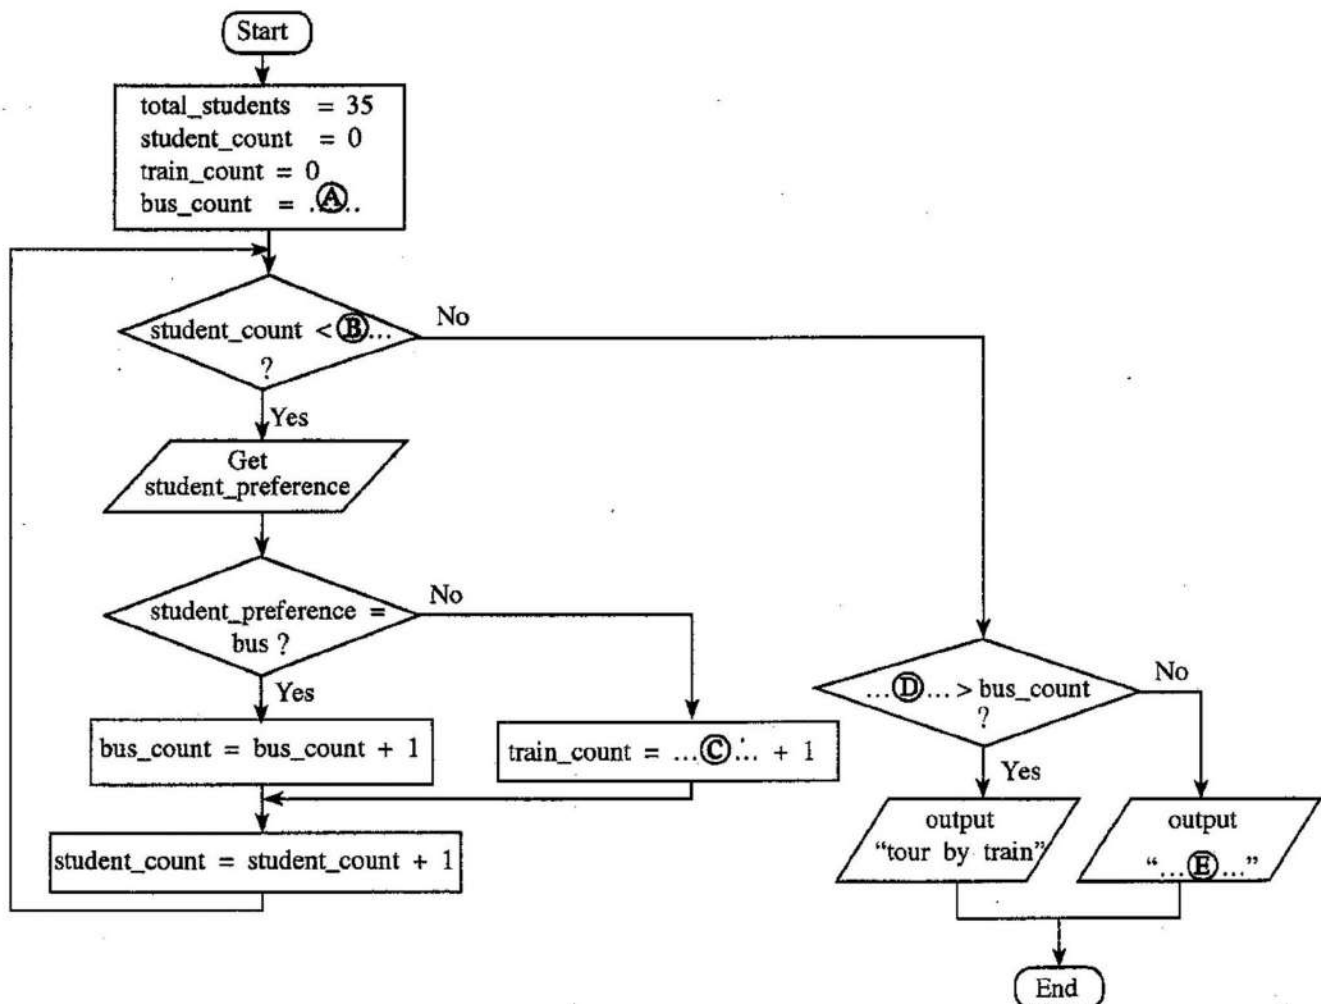 Start
total_students = 35
student_count = 0
train_count = 0
bus_count = ..Ⓐ..
student_count < Ⓑ...
?
No
Yes
Get
student_preference
student_preference =
bus ?
No
Yes
bus_count = bus_count + 1
train_count = ...Ⓒ... + 1
student_count = student_count + 1
...Ⓓ... > bus_count
?
No
Yes
output
“tour by train”
output
“...Ⓔ...”
End